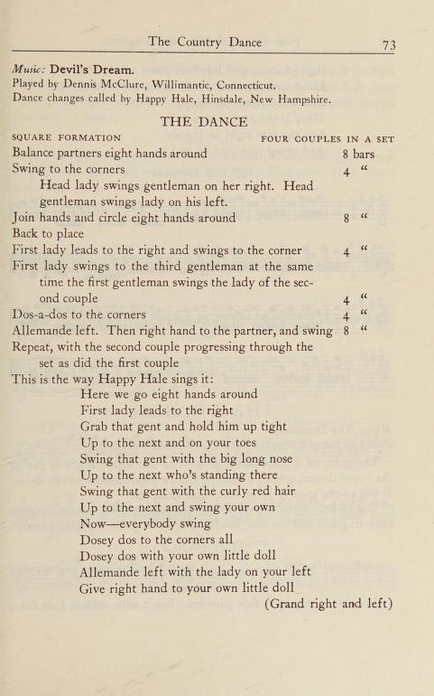 The Country Dance 73
Music: Devil's Dream.
Played by Dennis McClure, Willimantic, Connecticut.
Dance changes called by Happy Hale, Hinsdale, New Hampshire.
THE DANCE
SQUARE FORMATION FOUR COUPLES IN A SET
Balance partners eight hands around 8 bars
Swing to the corners 4 "
Head lady swings gentleman on her right. Head
gentleman swings lady on his left.
Join hands and circle eight hands around 8 "
Back to place
First lady leads to the right and swings to the corner 4 "
First lady swings to the third gentleman at the same
time the first gentleman swings the lady of the sec-
ond couple 4 "
Dos-a-dos to the corners 4 "
Allemande left. Then right hand to the partner, and swing 8 "
Repeat, with the second couple progressing through the
set as did the first couple
This is the way Happy Hale sings it:
Here we go eight hands around
First lady leads to the right
Grab that gent and hold him up tight
Up to the next and on your toes
Swing that gent with the big long nose
Up to the next who's standing there
Swing that gent with the curly red hair
Up to the next and swing your own
Now—everybody swing
Dosey dos to the corners all
Dosey dos with your own little doll
Allemande left with the lady on your left
Give right hand to your own little doll
(Grand right and left)